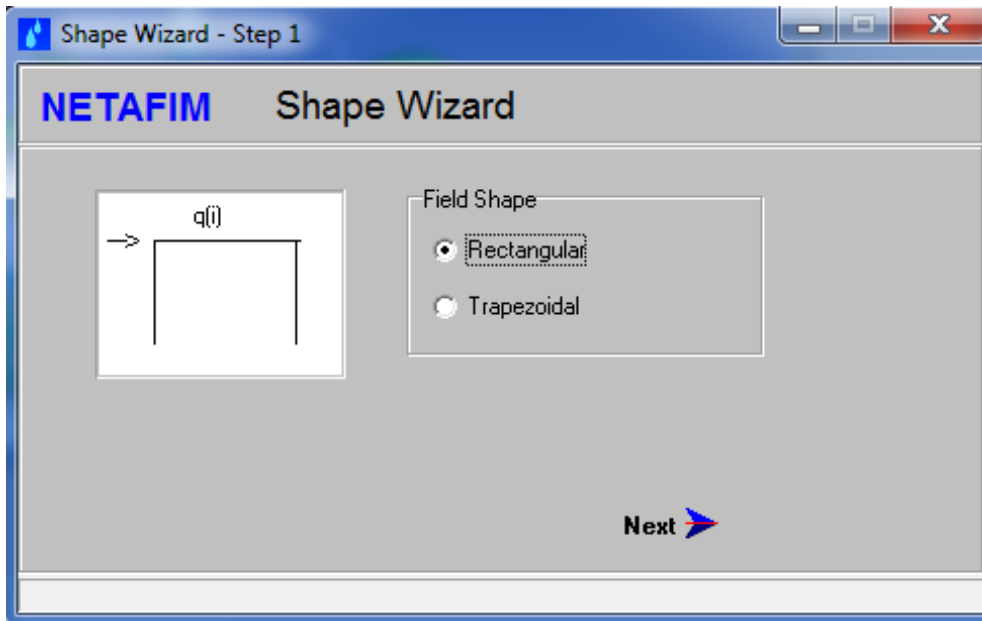 Shape Wizard - Step 1
NETAFIM Shape Wizard
q(i)
Field Shape
Rectangular
Trapezoidal
Next